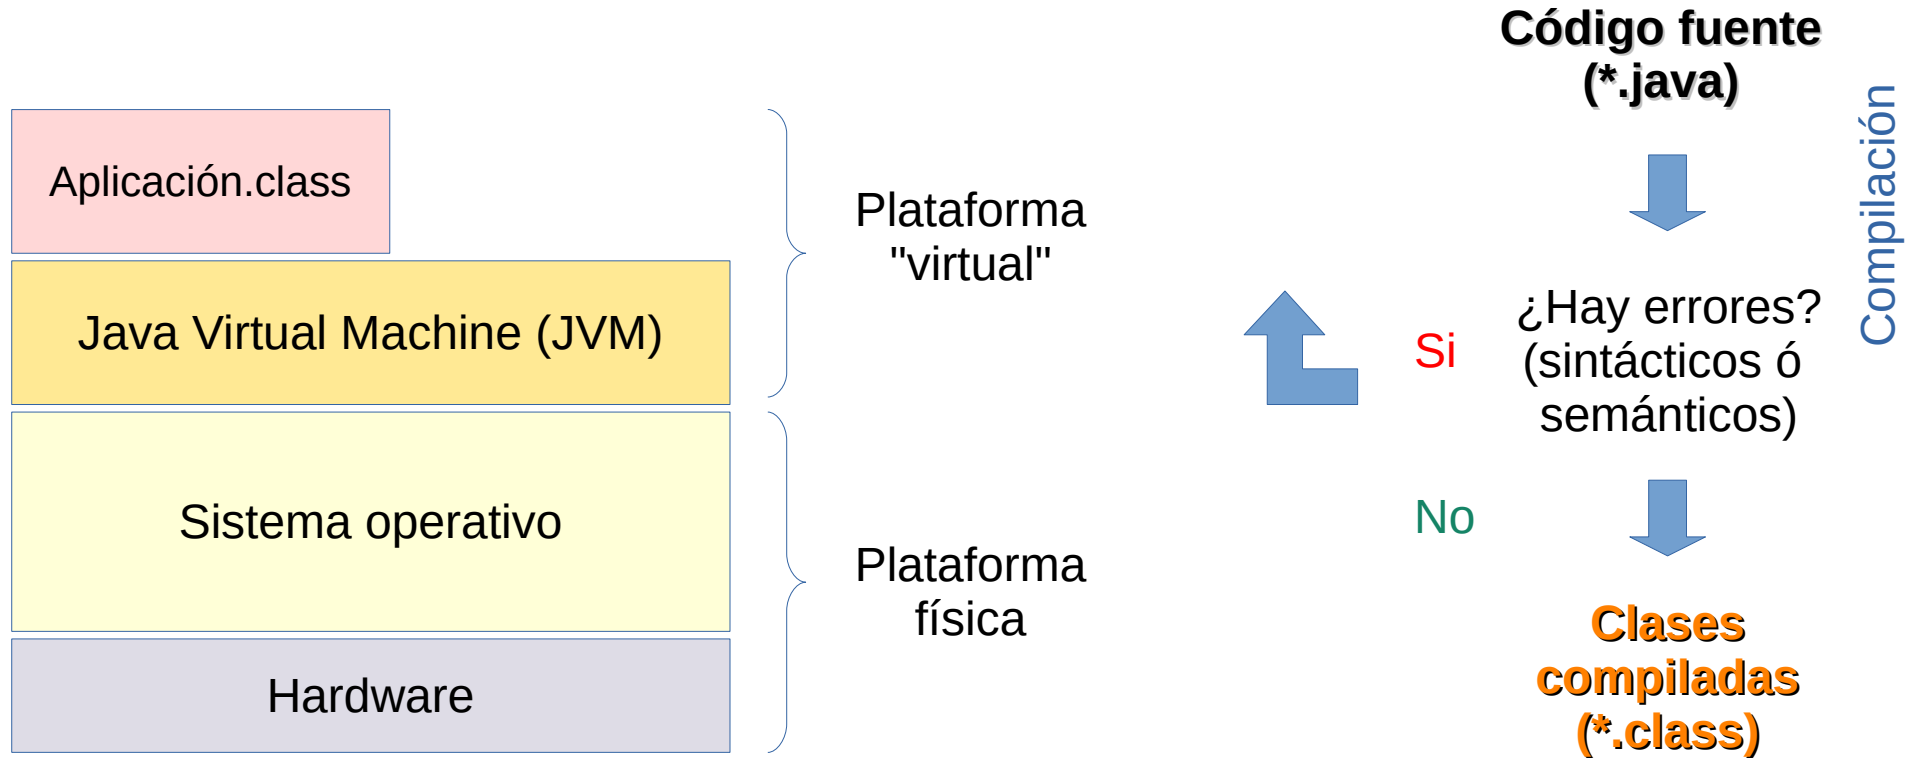 Aplicación.class
Java Virtual Machine (JVM)
Sistema operativo
Hardware
Plataforma
"virtual"
Plataforma
física
Código fuente
(*.java)
Compilación
¿Hay errores?
(sintácticos ó
semánticos)
Si
No
Clases
compiladas
(*.class)